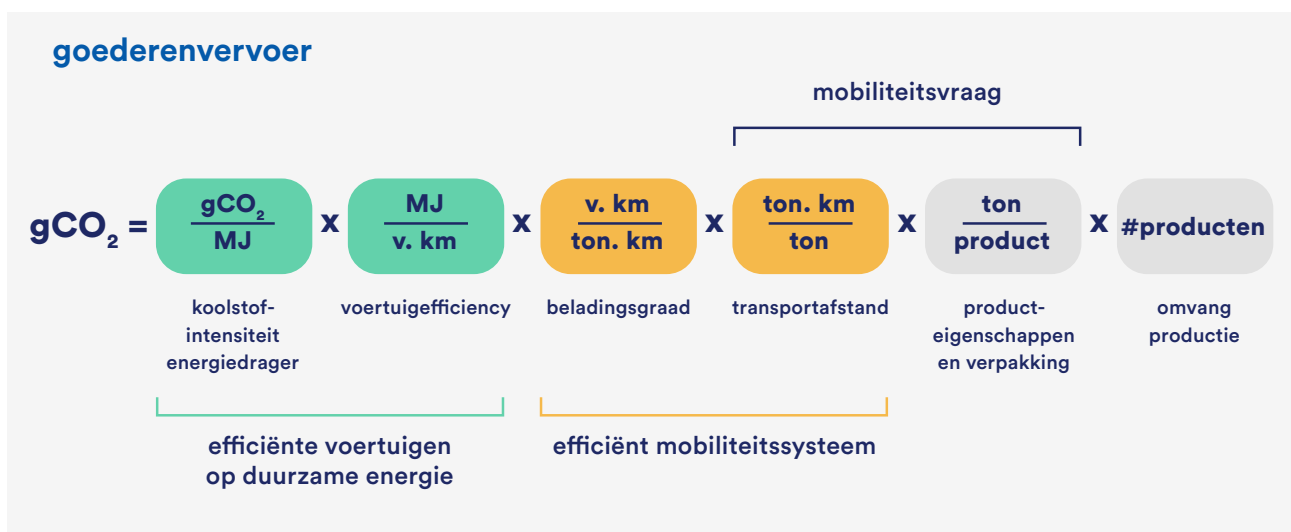 goederenvervoer
mobiliteitsvraag
gCO₂ = gCO₂/MJ x MJ/v. km x v. km/ton. km x ton. km/ton x ton/product x #producten
koolstof-
intensiteit
energiedrager
voertuigefficiency
beladingsgraad
transportafstand
product-
eigenschappen
en verpakking
omvang
productie
efficiënte voertuigen
op duurzame energie
efficiënt mobiliteitssysteem